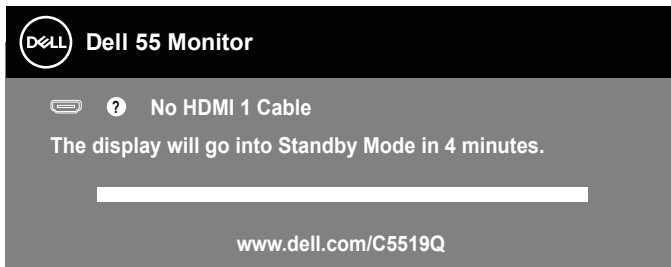 DELL Dell 55 Monitor
? No HDMI 1 Cable
The display will go into Standby Mode in 4 minutes.
www.dell.com/C5519Q